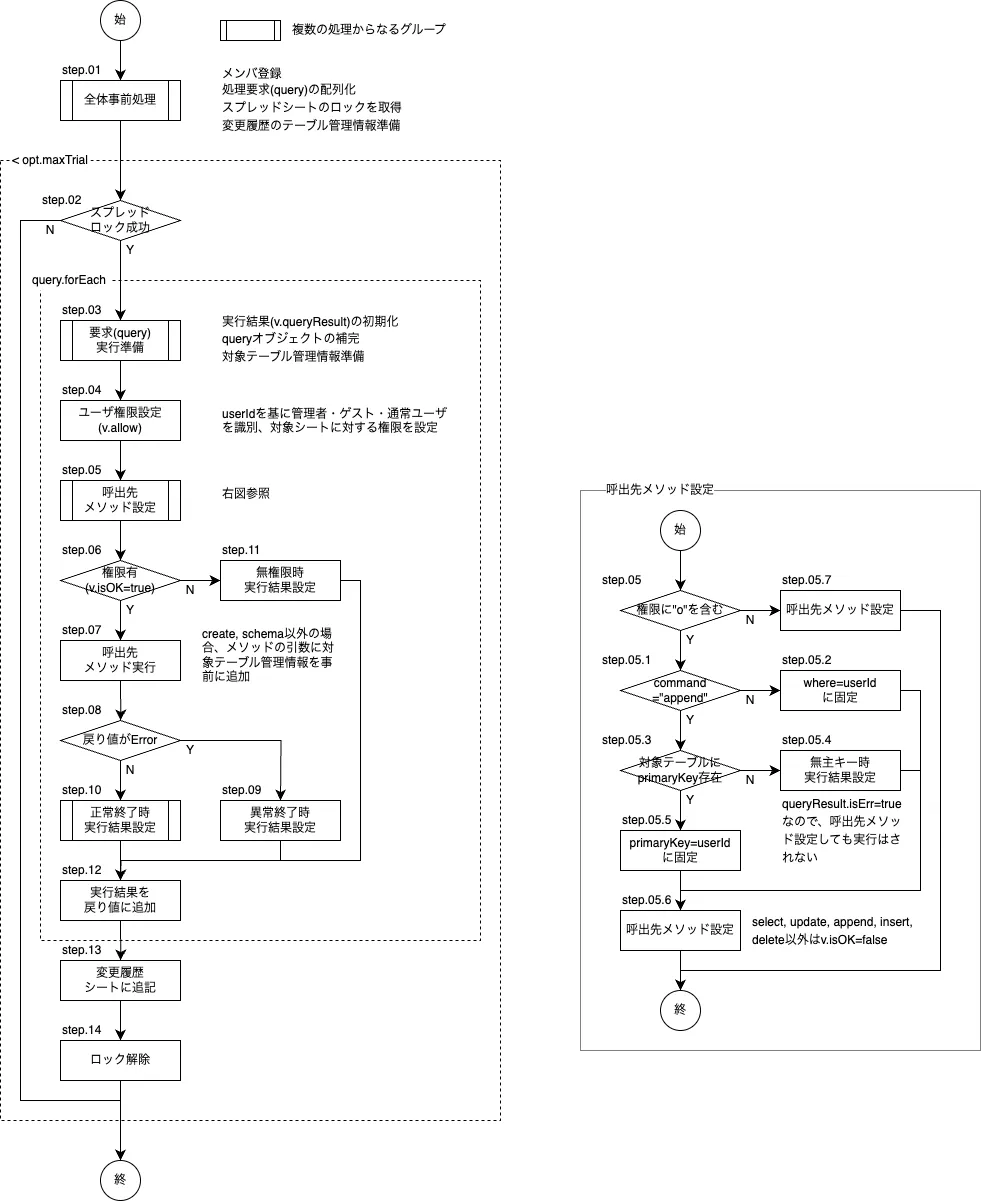 始
複数の処理からなるグループ
step.01
全体事前処理
メンバ登録
処理要求(query)の配列化
スプレッドシートのロックを取得
変更履歴のテーブル管理情報準備
< opt.maxTrial
step.02
スプレッド
ロック成功
N
Y
query.forEach
step.03
要求(query)
実行準備
実行結果(v.queryResult)の初期化
queryオブジェクトの補完
対象テーブル管理情報準備
step.04
ユーザ権限設定
(v.allow)
userIdを基に管理者・ゲスト・通常ユーザ
を識別、対象シートに対する権限を設定
step.05
呼出先
メソッド設定
右図参照
step.06
権限有
(v.isOK=true)
N
Y
step.11
無権限時
実行結果設定
step.07
呼出先
メソッド実行
create, schema以外の場
合、メソッドの引数に対
象テーブル管理情報を事
前に追加
step.08
戻り値がError
Y
N
step.10
正常終了時
実行結果設定
step.09
異常終了時
実行結果設定
step.12
実行結果を
戻り値に追加
step.13
変更履歴
シートに追記
step.14
ロック解除
終
呼出先メソッド設定
始
step.05
権限に"o"を含む
N
Y
step.05.7
呼出先メソッド設定
step.05.1
command
="append"
N
Y
step.05.2
where=userId
に固定
step.05.3
対象テーブルに
primaryKey存在
N
Y
step.05.4
無主キー時
実行結果設定
queryResult.isErr=true
なので、呼出先メソッ
ド設定しても実行はさ
れない
step.05.5
primaryKey=userId
に固定
step.05.6
呼出先メソッド設定
select, update, append, insert,
delete以外はv.isOK=false
終